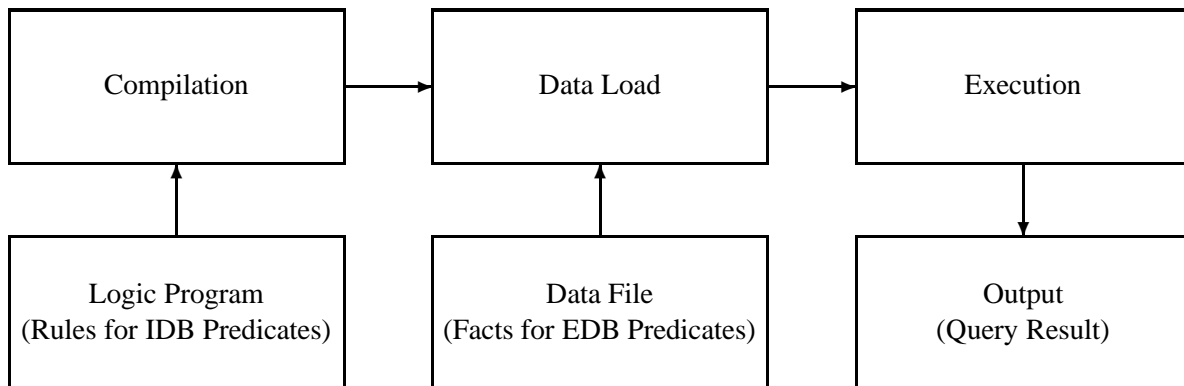 Compilation
Data Load
Execution
Logic Program
(Rules for IDB Predicates)
Data File
(Facts for EDB Predicates)
Output
(Query Result)